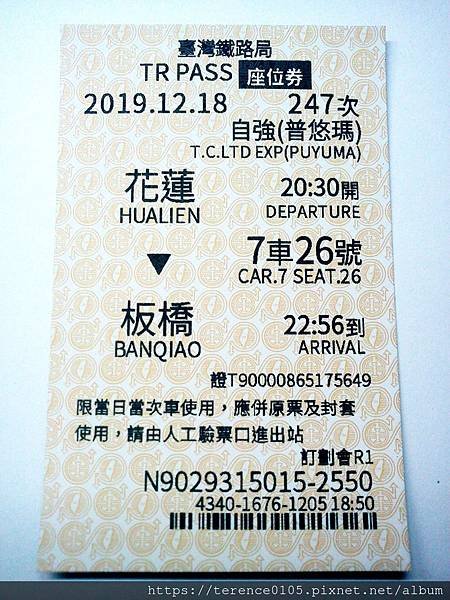 臺灣鐵路局
TR PASS 座位券
2019.12.18 247次
自強(普悠瑪)
T.C.LTD EXP(PUYUMA)
花蓮 20:30開
HUALIEN DEPARTURE
7車26號
CAR.7 SEAT.26
板橋 22:56到
BANQIAO ARRIVAL
證T90000865175649
限當日當次車使用，應併原票及封套
使用，請由人工驗票口進出站
訂劃會R1
N9029315015-2550
4340-1676-1205 18:50
https://terence0105.pixnet.net/album